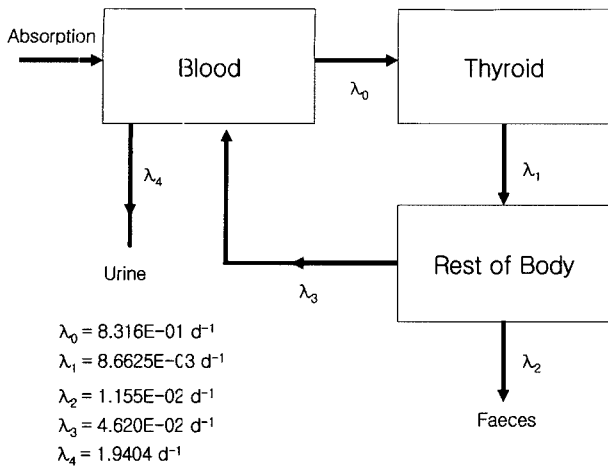 Absorption
Blood
λ₀
Thyroid
λ₄
λ₁
Urine
λ₃
Rest of Body
λ₂
Faeces
λ₀ = 8.316E-01 d⁻¹
λ₁ = 8.6625E-03 d⁻¹
λ₂ = 1.155E-02 d⁻¹
λ₃ = 4.620E-02 d⁻¹
λ₄ = 1.9404 d⁻¹